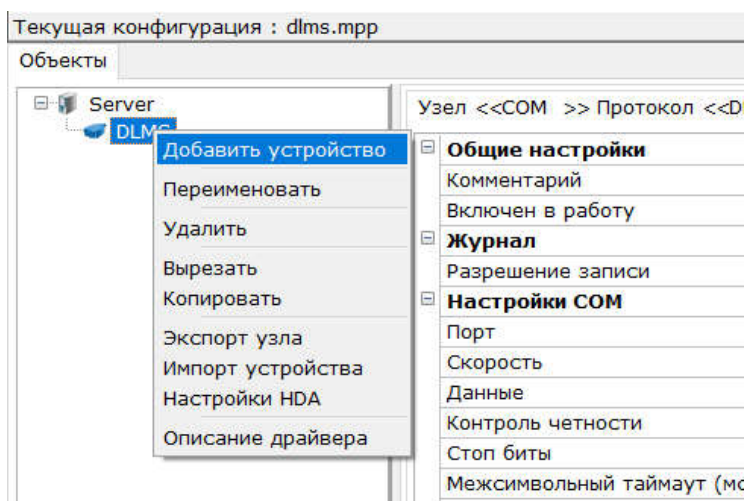 Текущая конфигурация : dlms.mpp
Объекты
Server
DLMS
Добавить устройство
Переименовать
Удалить
Вырезать
Копировать
Экспорт узла
Импорт устройства
Настройки HDA
Описание драйвера
Узел <<COM >> Протокол
Общие настройки
Комментарий
Включен в работу
Журнал
Разрешение записи
Настройки COM
Порт
Скорость
Данные
Контроль четности
Стоп биты
Межсимвольный таймаут